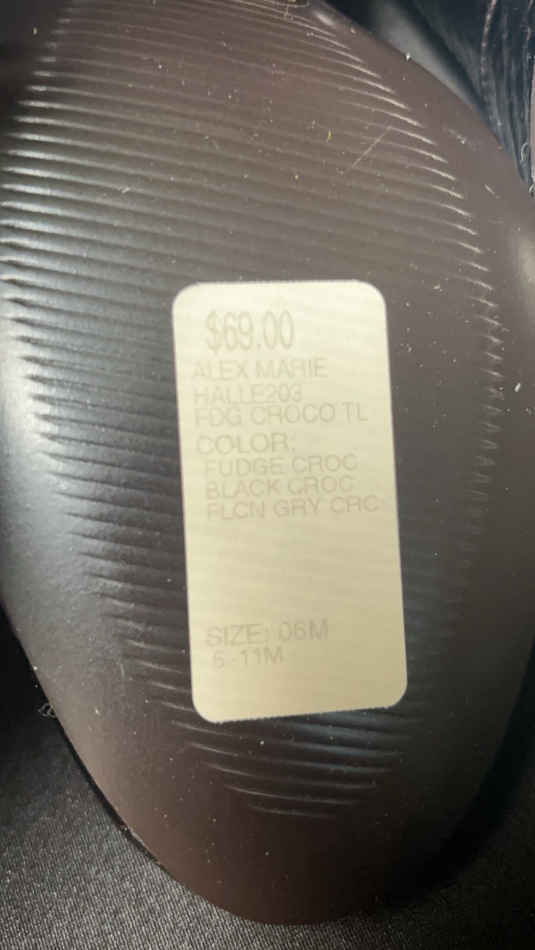 $69.00
ALEX MARIE
HALLE203
FDG CROCO TL
COLOR:
FUDGE CROC
BLACK CROC
FLCN GRY CRC
SIZE: 06M
6-11M